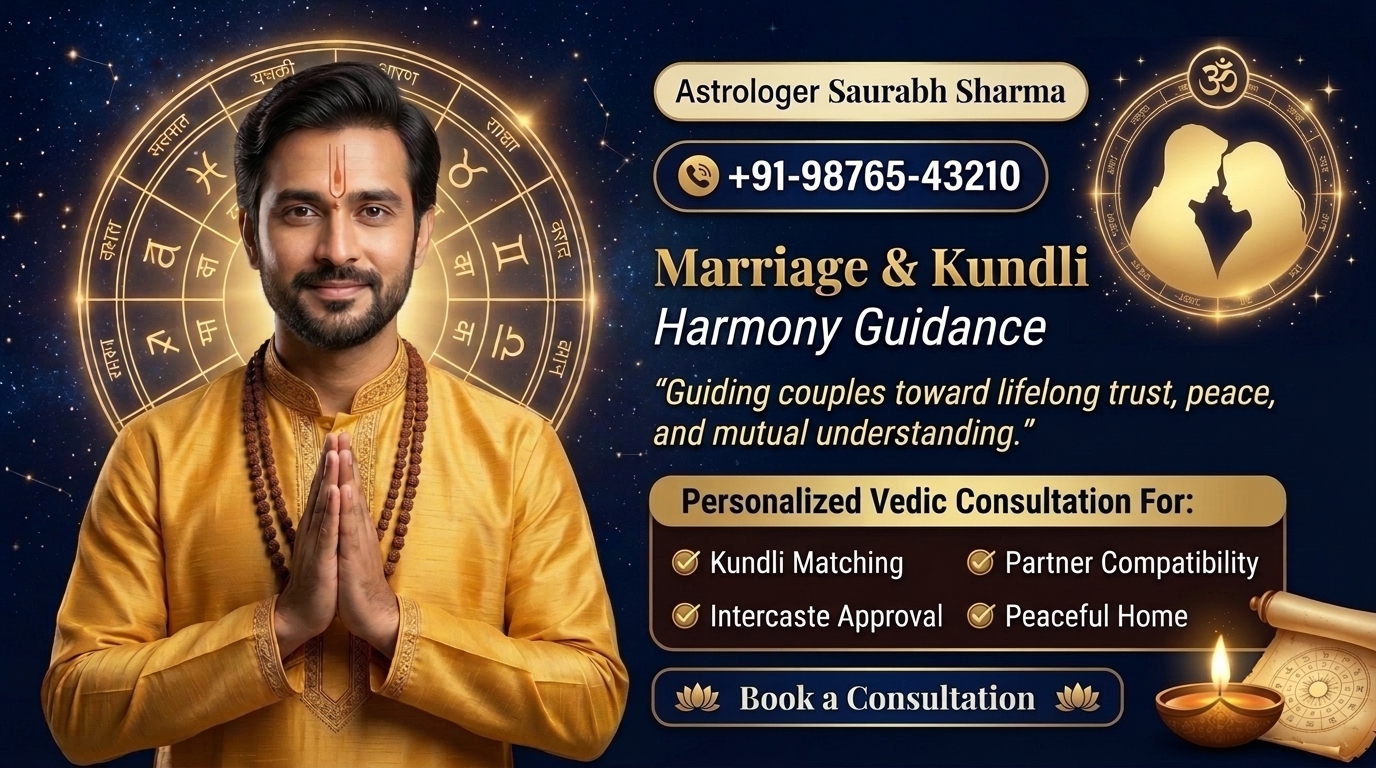 Astrologer Saurabh Sharma
+91-98765-43210
ॐ
Marriage & Kundli
Harmony Guidance
“Guiding couples toward lifelong trust, peace,
and mutual understanding.”
Personalized Vedic Consultation For:
Kundli Matching
Partner Compatibility
Intercaste Approval
Peaceful Home
Book a Consultation